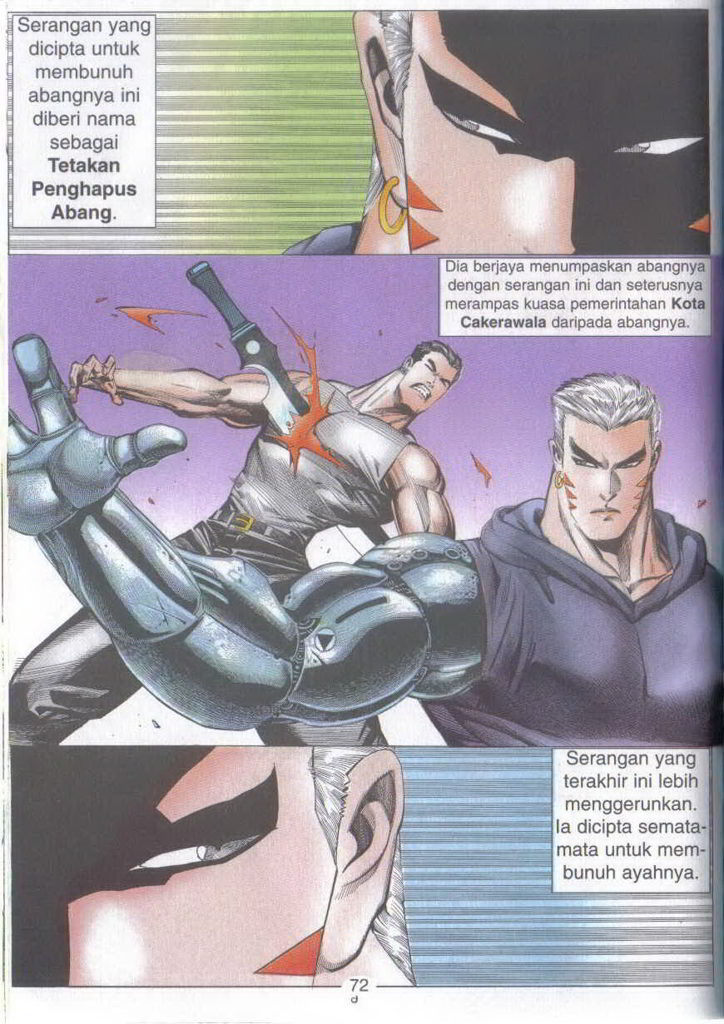 Serangan yang
dicipta untuk
membunuh
abangnya ini
diberi nama
sebagai
Tetakan
Penghapus
Abang.
Dia berjaya menumpaskan abangnya
dengan serangan ini dan seterusnya
merampas kuasa pemerintahan Kota
Cakerawala daripada abangnya.
Serangan yang
terakhir ini lebih
menggerunkan.
Ia dicipta semata-
mata untuk mem-
bunuh ayahnya.
72
d